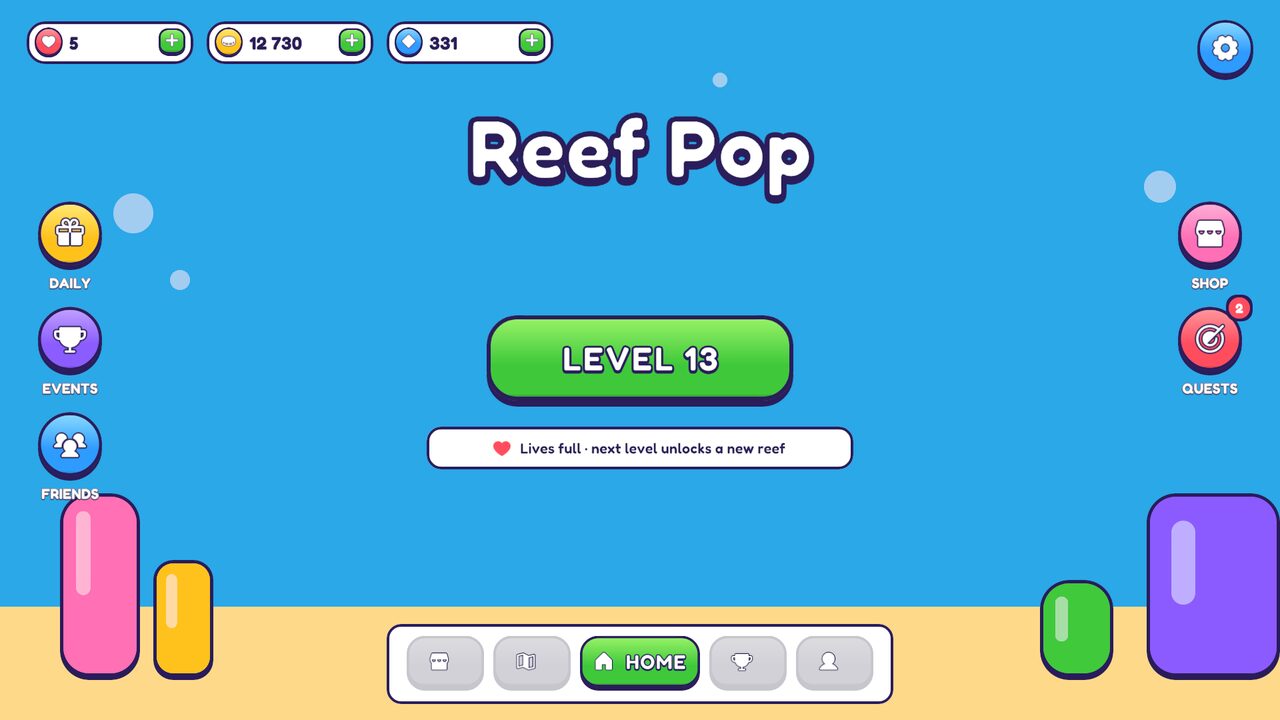 5
12 730
331
Reef Pop
DAILY
EVENTS
FRIENDS
SHOP
2
QUESTS
LEVEL 13
Lives full · next level unlocks a new reef
HOME